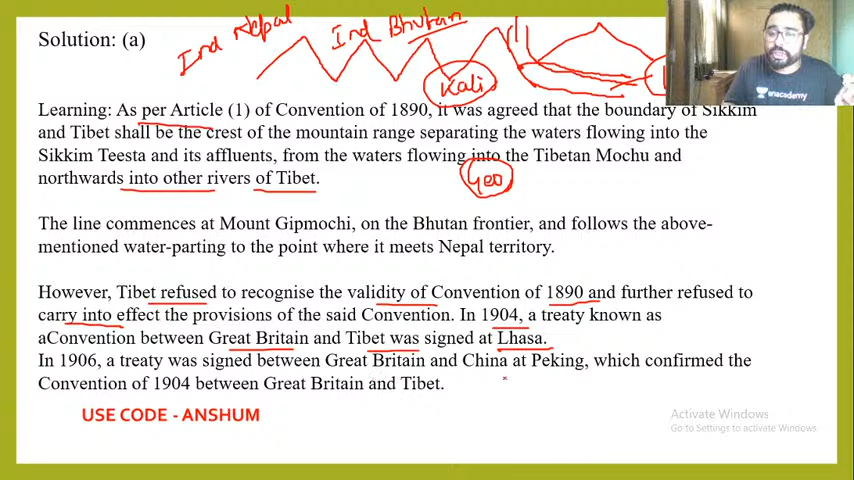 Solution: (a)
Ind Nepal
Ind Bhutan
Kali
unacademy
Learning: As per Article (1) of Convention of 1890, it was agreed that the boundary of Sikkim
and Tibet shall be the crest of the mountain range separating the waters flowing into the
Sikkim Teesta and its affluents, from the waters flowing into the Tibetan Mochu and
northwards into other rivers of Tibet.
Geo
The line commences at Mount Gipmochi, on the Bhutan frontier, and follows the above-
mentioned water-parting to the point where it meets Nepal territory.
However, Tibet refused to recognise the validity of Convention of 1890 and further refused to
carry into effect the provisions of the said Convention. In 1904, a treaty known as
aConvention between Great Britain and Tibet was signed at Lhasa.
In 1906, a treaty was signed between Great Britain and China at Peking, which confirmed the
Convention of 1904 between Great Britain and Tibet.
USE CODE - ANSHUM
Activate Windows
Go to Settings to activate Windows.